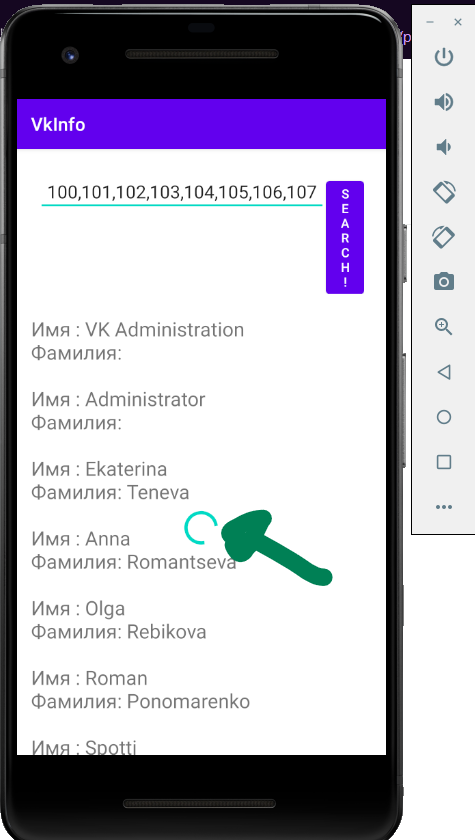 VkInfo
100,101,102,103,104,105,106,107
SEARCH!
Имя : VK Administration
Фамилия:
Имя : Administrator
Фамилия:
Имя : Ekaterina
Фамилия: Teneva
Имя : Anna
Фамилия: Romantseva
Имя : Olga
Фамилия: Rebikova
Имя : Roman
Фамилия: Ponomarenko
Имя : Spotti